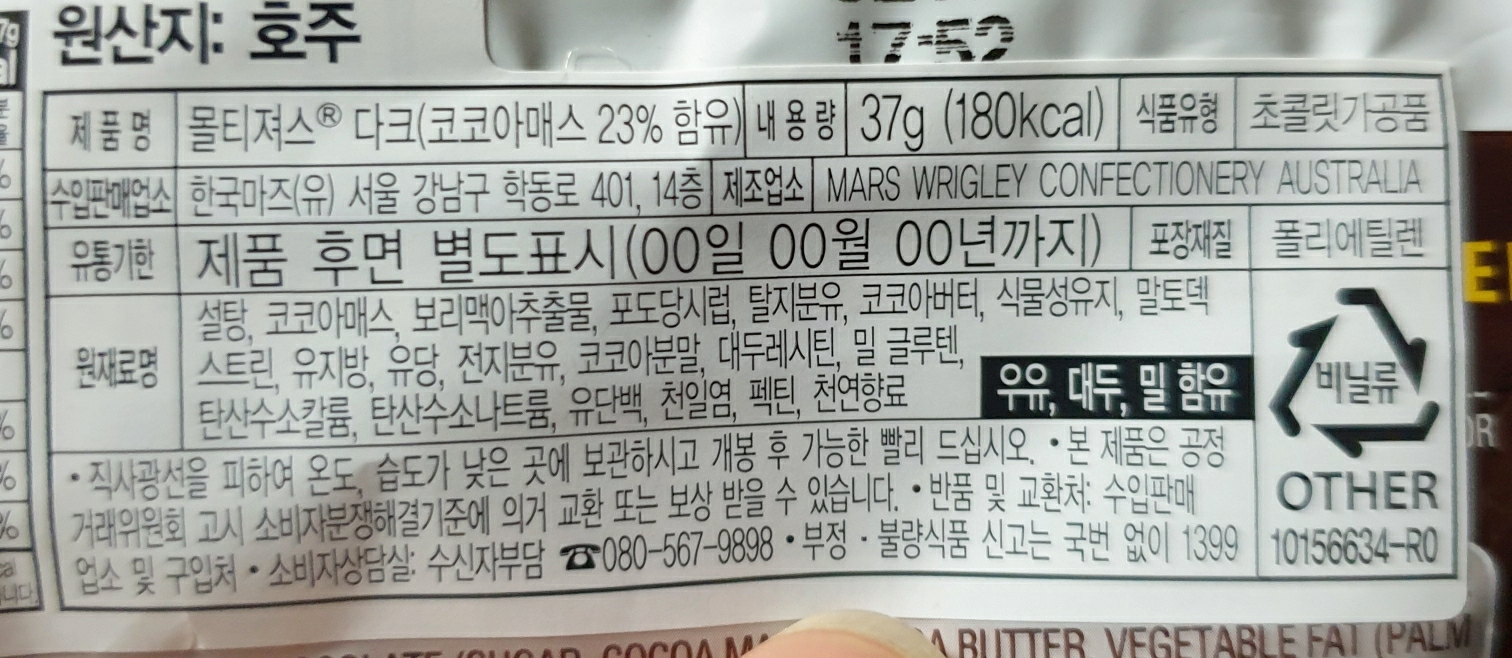 원산지: 호주
17:52
제품명 몰티져스® 다크(코코아매스 23% 함유) 내용량 37g (180kcal) 식품유형 초콜릿가공품
수입판매업소 한국마즈(유) 서울 강남구 학동로 401, 14층 제조업소 MARS WRIGLEY CONFECTIONERY AUSTRALIA
유통기한 제품 후면 별도표시(00일 00월 00년까지) 포장재질 폴리에틸렌
원재료명 설탕, 코코아매스, 보리맥아추출물, 포도당시럽, 탈지분유, 코코아버터, 식물성유지, 말토덱
스트린, 유지방, 유당, 전지분유, 코코아분말, 대두레시틴, 밀 글루텐,
탄산수소칼륨, 탄산수소나트륨, 유단백, 천일염, 펙틴, 천연향료
우유, 대두, 밀 함유
비닐류
OTHER
10156634-R0
• 직사광선을 피하여 온도, 습도가 낮은 곳에 보관하시고 개봉 후 가능한 빨리 드십시오. • 본 제품은 공정
거래위원회 고시 소비자분쟁해결기준에 의거 교환 또는 보상 받을 수 있습니다. • 반품 및 교환처: 수입판매
업소 및 구입처 • 소비자상담실: 수신자부담 ☎080-567-9898 • 부정 · 불량식품 신고는 국번 없이 1399
(SUGAR, COCOA BUTTER, VEGETABLE FAT (PALM